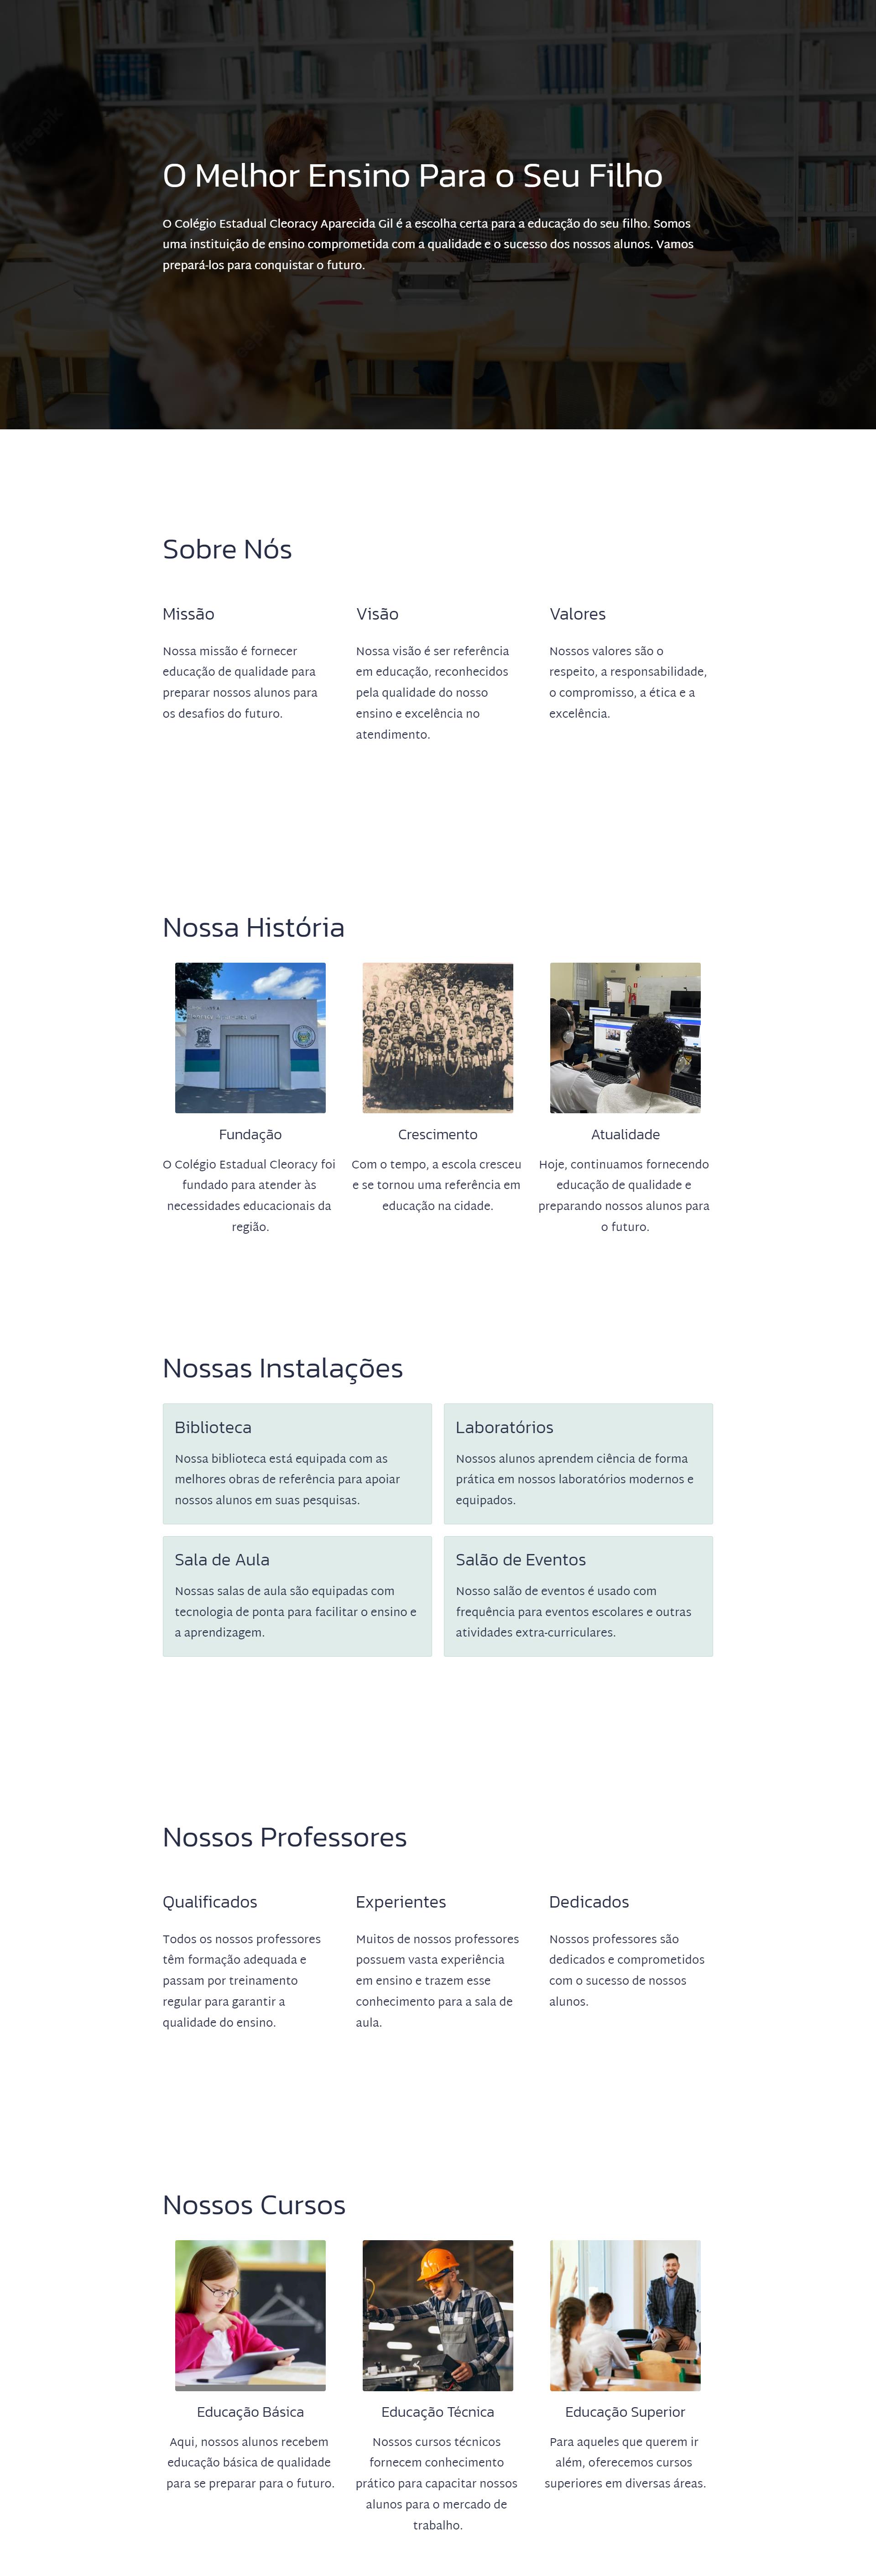 O Melhor Ensino Para o Seu Filho
O Colégio Estadual Cleoracy Aparecida Gil é a escolha certa para a educação do seu filho. Somos
uma instituição de ensino comprometida com a qualidade e o sucesso dos nossos alunos. Vamos
prepará-los para conquistar o futuro.
Sobre Nós
Missão
Nossa missão é fornecer
educação de qualidade para
preparar nossos alunos para
os desafios do futuro.
Visão
Nossa visão é ser referência
em educação, reconhecidos
pela qualidade do nosso
ensino e excelência no
atendimento.
Valores
Nossos valores são o
respeito, a responsabilidade,
o compromisso, a ética e a
excelência.
Nossa História
Fundação
O Colégio Estadual Cleoracy foi
fundado para atender às
necessidades educacionais da
região.
Crescimento
Com o tempo, a escola cresceu
e se tornou uma referência em
educação na cidade.
Atualidade
Hoje, continuamos fornecendo
educação de qualidade e
preparando nossos alunos para
o futuro.
Nossas Instalações
Biblioteca
Nossa biblioteca está equipada com as
melhores obras de referência para apoiar
nossos alunos em suas pesquisas.
Laboratórios
Nossos alunos aprendem ciência de forma
prática em nossos laboratórios modernos e
equipados.
Sala de Aula
Nossas salas de aula são equipadas com
tecnologia de ponta para facilitar o ensino e
a aprendizagem.
Salão de Eventos
Nosso salão de eventos é usado com
frequência para eventos escolares e outras
atividades extra-curriculares.
Nossos Professores
Qualificados
Todos os nossos professores
têm formação adequada e
passam por treinamento
regular para garantir a
qualidade do ensino.
Experientes
Muitos de nossos professores
possuem vasta experiência
em ensino e trazem esse
conhecimento para a sala de
aula.
Dedicados
Nossos professores são
dedicados e comprometidos
com o sucesso de nossos
alunos.
Nossos Cursos
Educação Básica
Aqui, nossos alunos recebem
educação básica de qualidade
para se preparar para o futuro.
Educação Técnica
Nossos cursos técnicos
fornecem conhecimento
prático para capacitar nossos
alunos para o mercado de
trabalho.
Educação Superior
Para aqueles que querem ir
além, oferecemos cursos
superiores em diversas áreas.